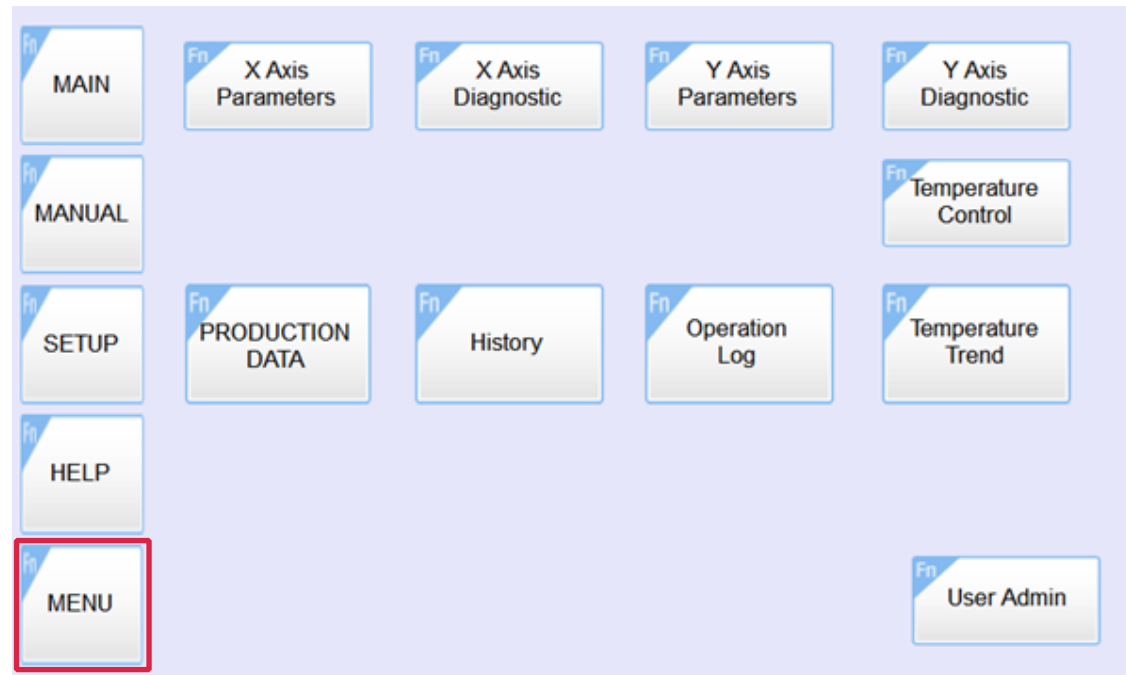 Fn
MAIN
Fn
X Axis
Parameters
Fn
X Axis
Diagnostic
Fn
Y Axis
Parameters
Fn
Y Axis
Diagnostic
Fn
MANUAL
Fn
Temperature
Control
Fn
SETUP
Fn
PRODUCTION
DATA
Fn
History
Fn
Operation
Log
Fn
Temperature
Trend
Fn
HELP
Fn
MENU
Fn
User Admin